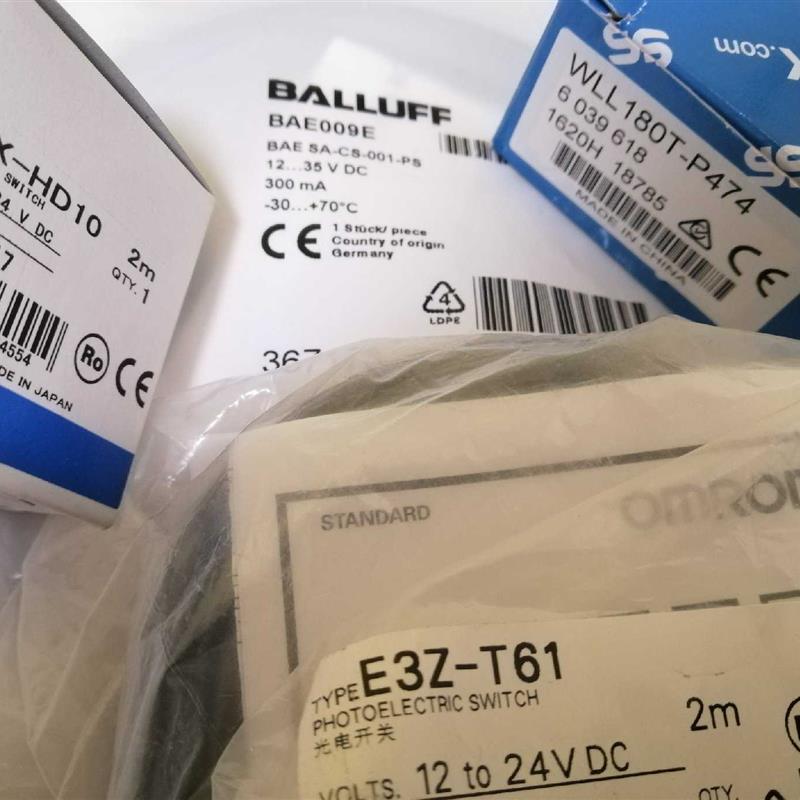 X-HD10
SWITCH
24 V DC
2m
QTY. 1
4554
Ro
CE
DE IN JAPAN
BALLUFF
BAE009E
BAE SA-CS-001-PS
12...35 V DC
300 mA
-30...+70°C
CE
1 Stück/ piece
Country of origin
Germany
4
LDPE
367
.com
WLL180T-P474
6 039 618
1620H 18785
MADE IN CHINA
CE
STANDARD
OMRON
TYPE E3Z-T61
PHOTOELECTRIC SWITCH
光电开关
2m
VOLTS. 12 to 24V DC
QTY.